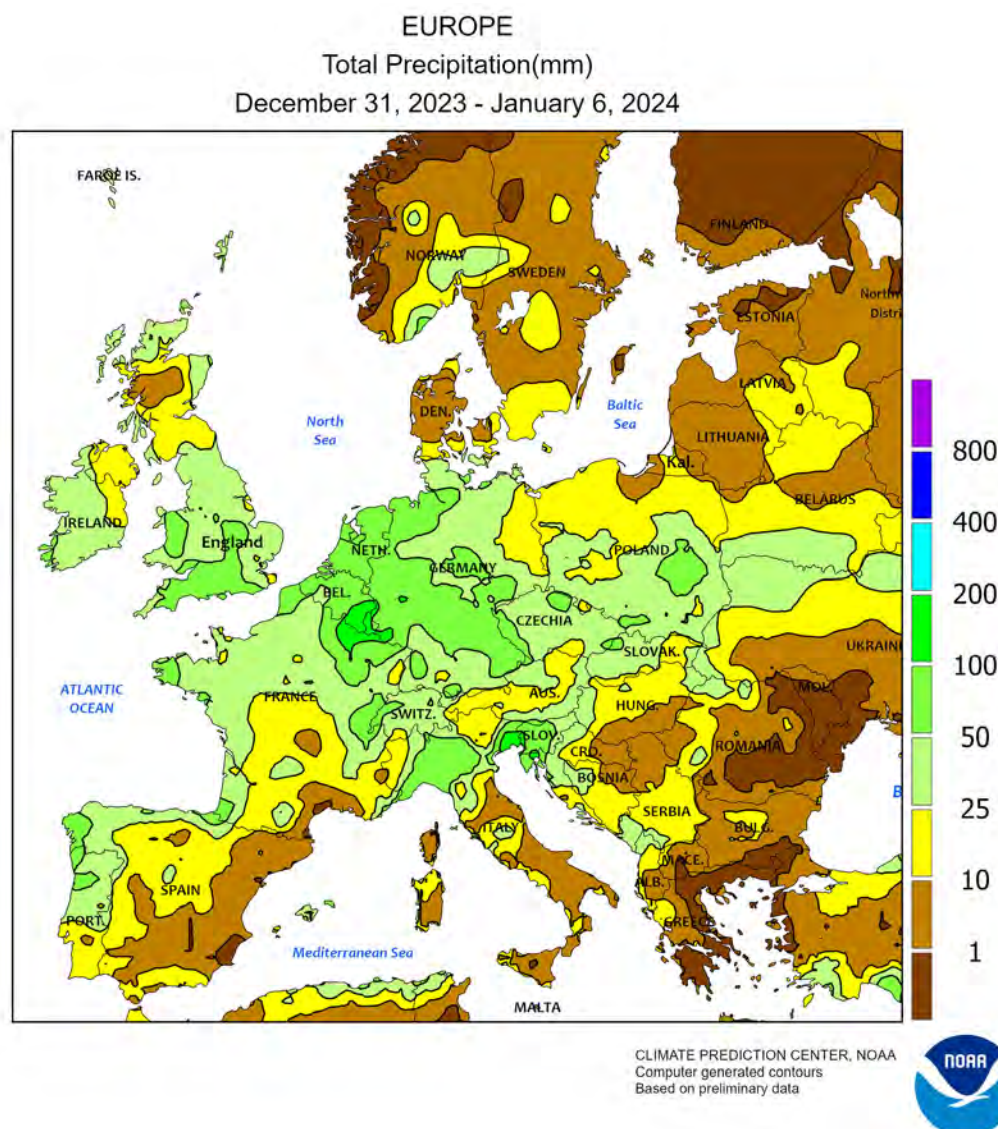 EUROPE
Total Precipitation(mm)
December 31, 2023 - January 6, 2024
FAROE IS.
FINLAND
NORWAY
SWEDEN
North
Distri
ESTONIA
LATVIA
DEN.
North
Sea
Baltic
Sea
LITHUANIA
Kal.
BELARUS
IRELAND
England
NETH.
GERMANY
POLAND
BEL.
CZECHIA
UKRAINI
SLOVAK.
ATLANTIC
OCEAN
FRANCE
SWITZ.
AUS.
HUNG.
MOL.
SLOV.
CRO.
ROMANIA
BOSNIA
B
SERBIA
ITALY
BULG.
SPAIN
MACE.
ALB.
PORT.
GREECE
Mediterranean Sea
MALTA
800
400
200
100
50
25
10
1
CLIMATE PREDICTION CENTER, NOAA
Computer generated contours
Based on preliminary data
NOAA